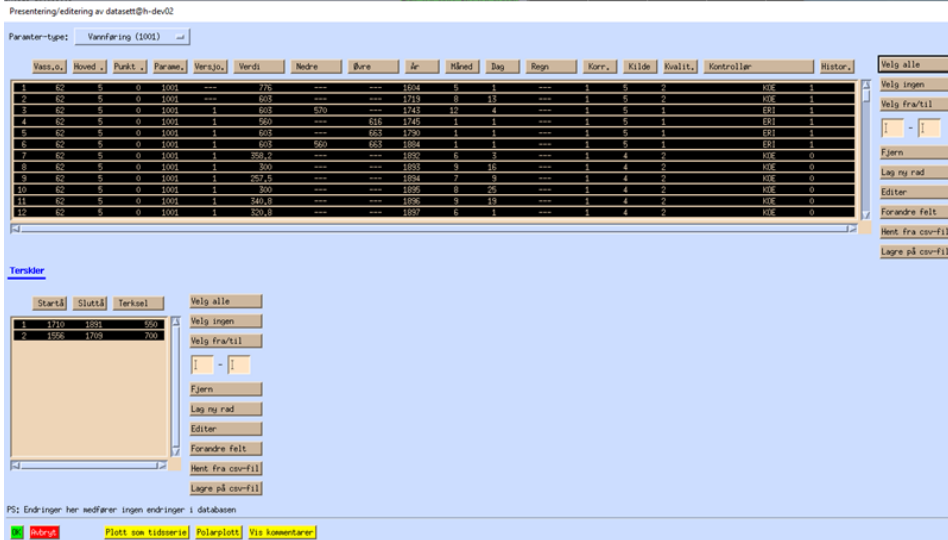 Presentering/editering av datasett@h-dev02
Paramter-type: Vannføring (1001)
Vass.o. Hoved . Punkt . Parame. Versjo. Verdi Nedre Øvre År Måned Dag Regn Korr. Kilde Kvalit. Kontrollør Histor. Velg alle
1 62 5 0 1001 --- 776 --- --- 1604 5 1 --- 1 5 2 KOE 1
2 62 5 0 1001 --- 603 --- --- 1719 8 13 --- 1 5 2 KOE 1
3 62 5 0 1001 1 603 570 --- 1743 12 4 --- 1 5 1 ERI 1
4 62 5 0 1001 1 560 --- 616 1745 1 1 --- 1 5 1 ERI 1
5 62 5 0 1001 1 603 --- 663 1790 1 1 --- 1 5 1 ERI 1
6 62 5 0 1001 1 603 560 663 1884 1 1 --- 1 5 1 ERI 1
7 62 5 0 1001 1 358,2 --- --- 1892 6 3 --- 1 4 2 KOE 0
8 62 5 0 1001 1 300 --- --- 1893 9 16 --- 1 4 2 KOE 0
9 62 5 0 1001 1 257,5 --- --- 1894 7 9 --- 1 4 2 KOE 0
10 62 5 0 1001 1 300 --- --- 1895 8 25 --- 1 4 2 KOE 0
11 62 5 0 1001 1 340,8 --- --- 1896 9 19 --- 1 4 2 KOE 0
12 62 5 0 1001 1 320,8 --- --- 1897 6 1 --- 1 4 2 KOE 0
Velg ingen
Velg fra/til
-
Fjern
Lag ny rad
Editer
Forandre felt
Hent fra csv-fil
Lagre på csv-fil
Terskler
Startå Sluttå Terksel
1 1710 1891 550
2 1556 1709 700
Velg alle
Velg ingen
Velg fra/til
-
Fjern
Lag ny rad
Editer
Forandre felt
Hent fra csv-fil
Lagre på csv-fil
PS: Endringer her medfører ingen endringer i databasen
OK Avbryt Plott som tidsserie Polarplott Vis kommentarer